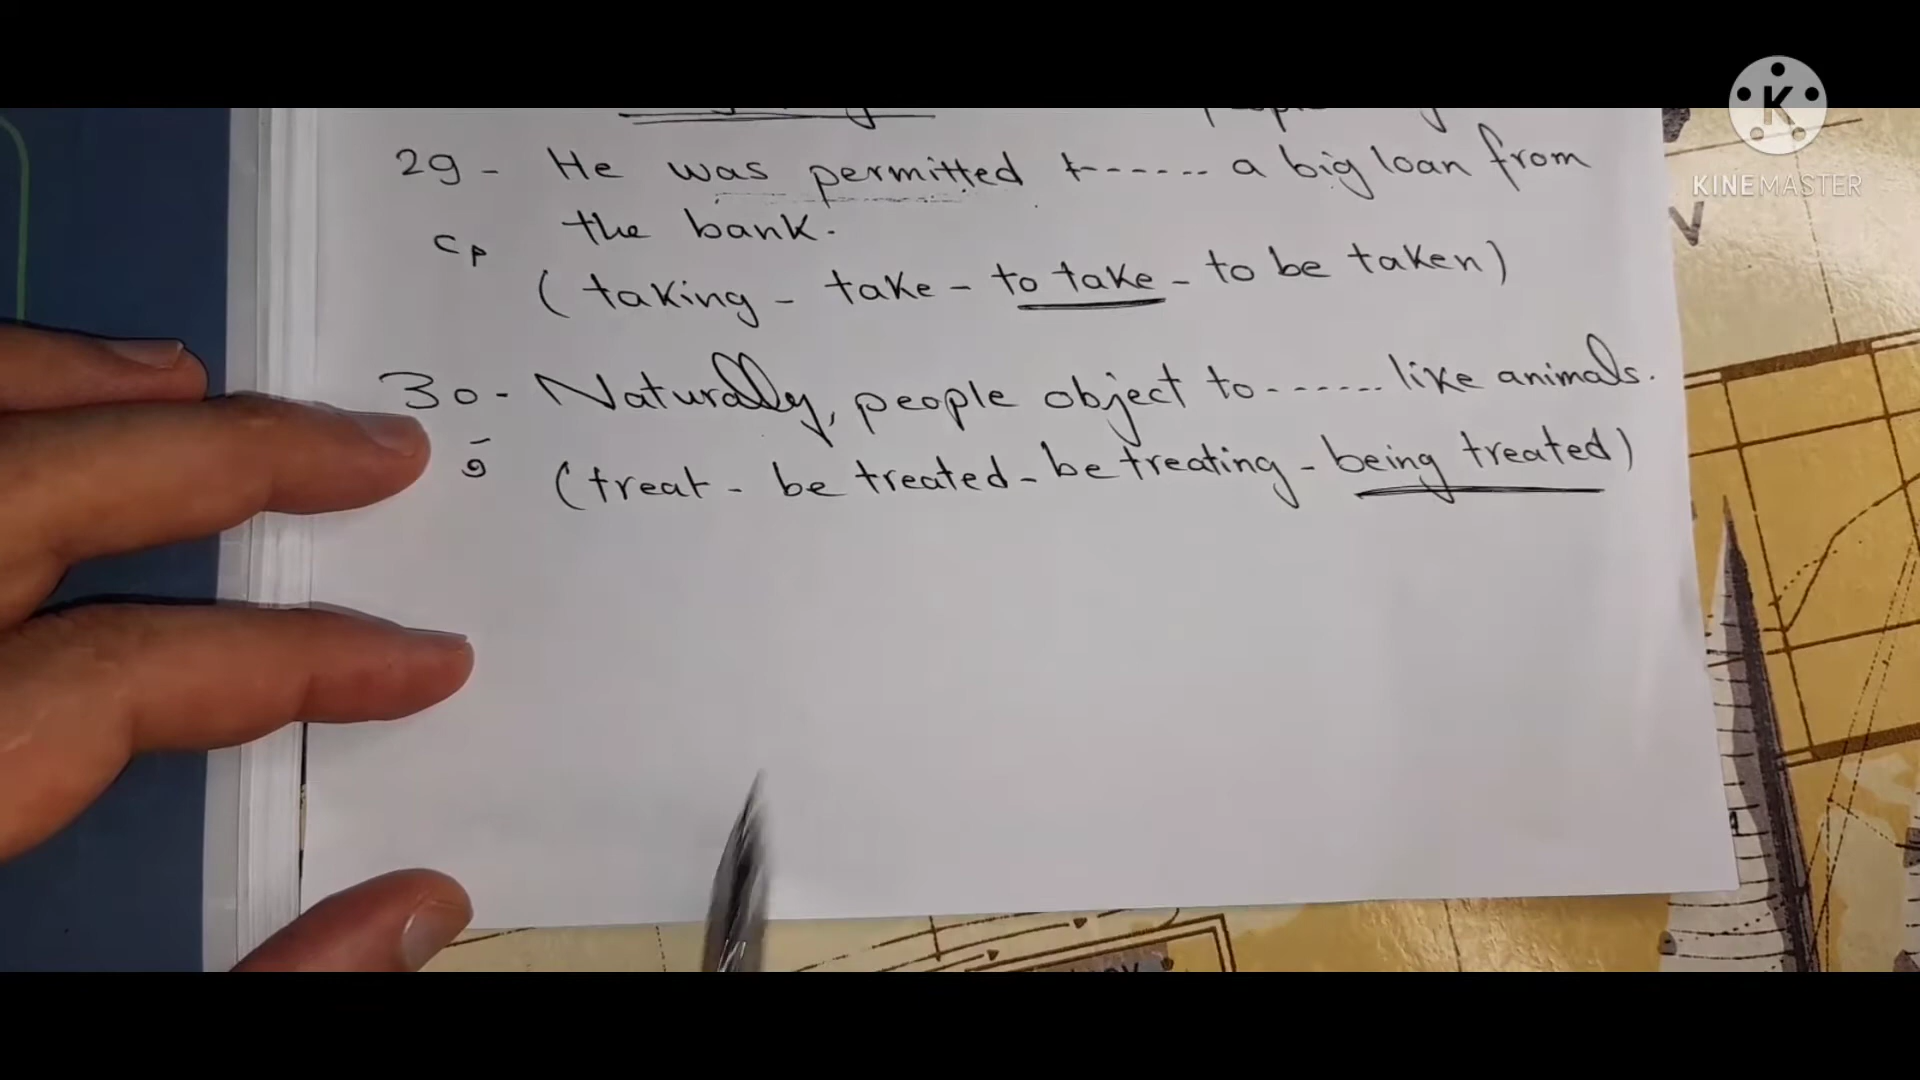 29 - He was permitted t------ a big loan from
the bank.
CP
(taking - take - to take - to be taken)
30 - Naturally, people object to ------ like animals.
(treat - be treated - be treating - being treated)
K
KINEMASTER